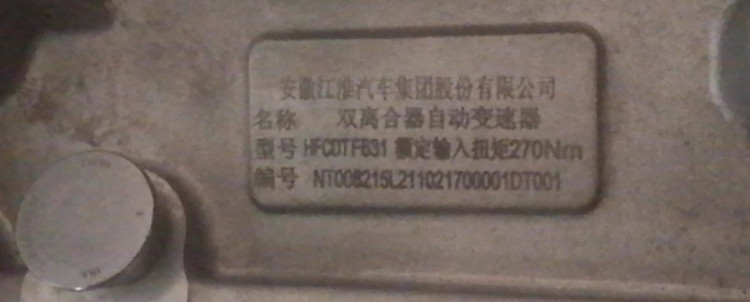 安徽江淮汽车集团股份有限公司
名称 双离合器自动变速器
型号 HFCDTF631 额定输入扭矩270Nm
编号 NT008215L211021700001DT001